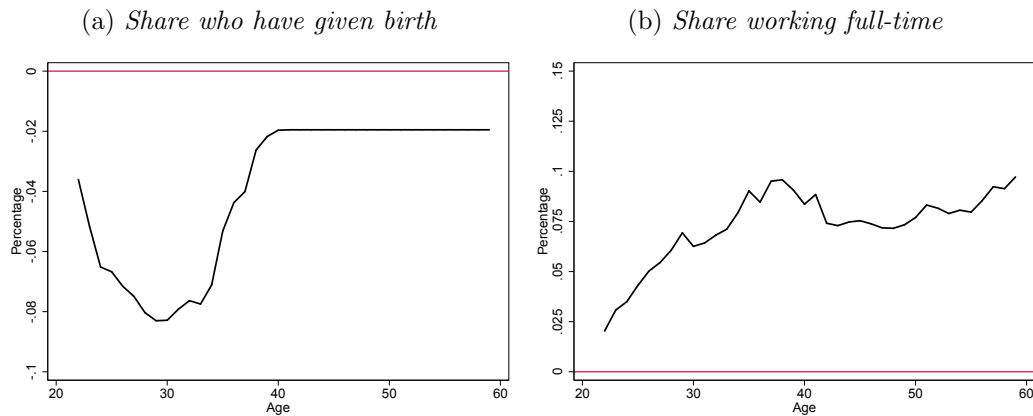 (a) Share who have given birth
0
-.02
-.04
-.06
-.08
-.1
Percentage
20 30 40 50 60
Age
(b) Share working full-time
.15
.125
.1
.075
.05
.025
0
Percentage
20 30 40 50 60
Age